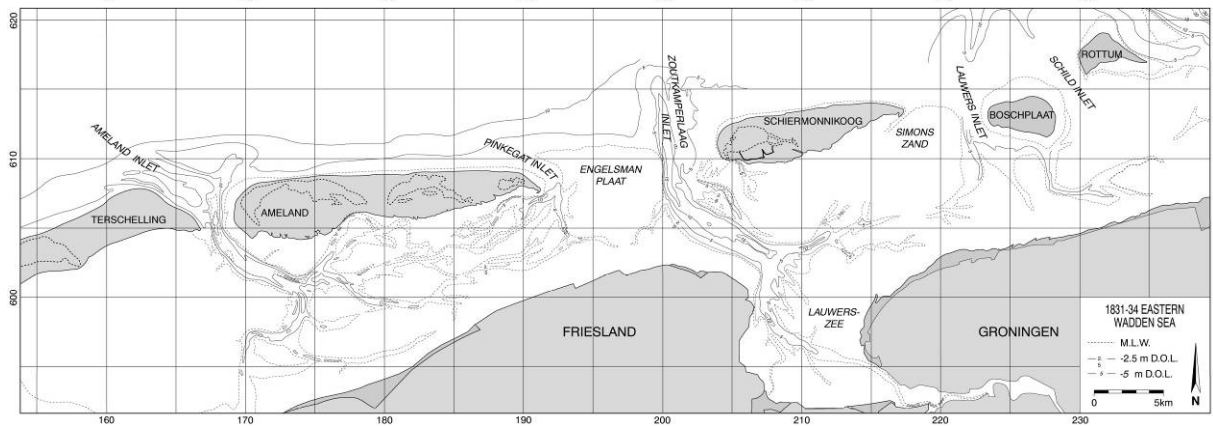 620
610
600
160
170
180
190
200
210
220
230
AMELAND INLET
TERSCHELLING
AMELAND
PINKEGAT INLET
ENGELSMAN
PLAAT
ZOUTKAMPERLAAG
INLET
SCHIERMONNIKOOG
SIMONS
ZAND
LAUWERS INLET
BOSCHPLAAT
SCHILD INLET
ROTTUM
FRIESLAND
LAUWERS-
ZEE
GRONINGEN
1831-34 EASTERN
WADDEN SEA
M.L.W.
-2.5 m D.O.L.
-5 m D.O.L.
0 5km
N